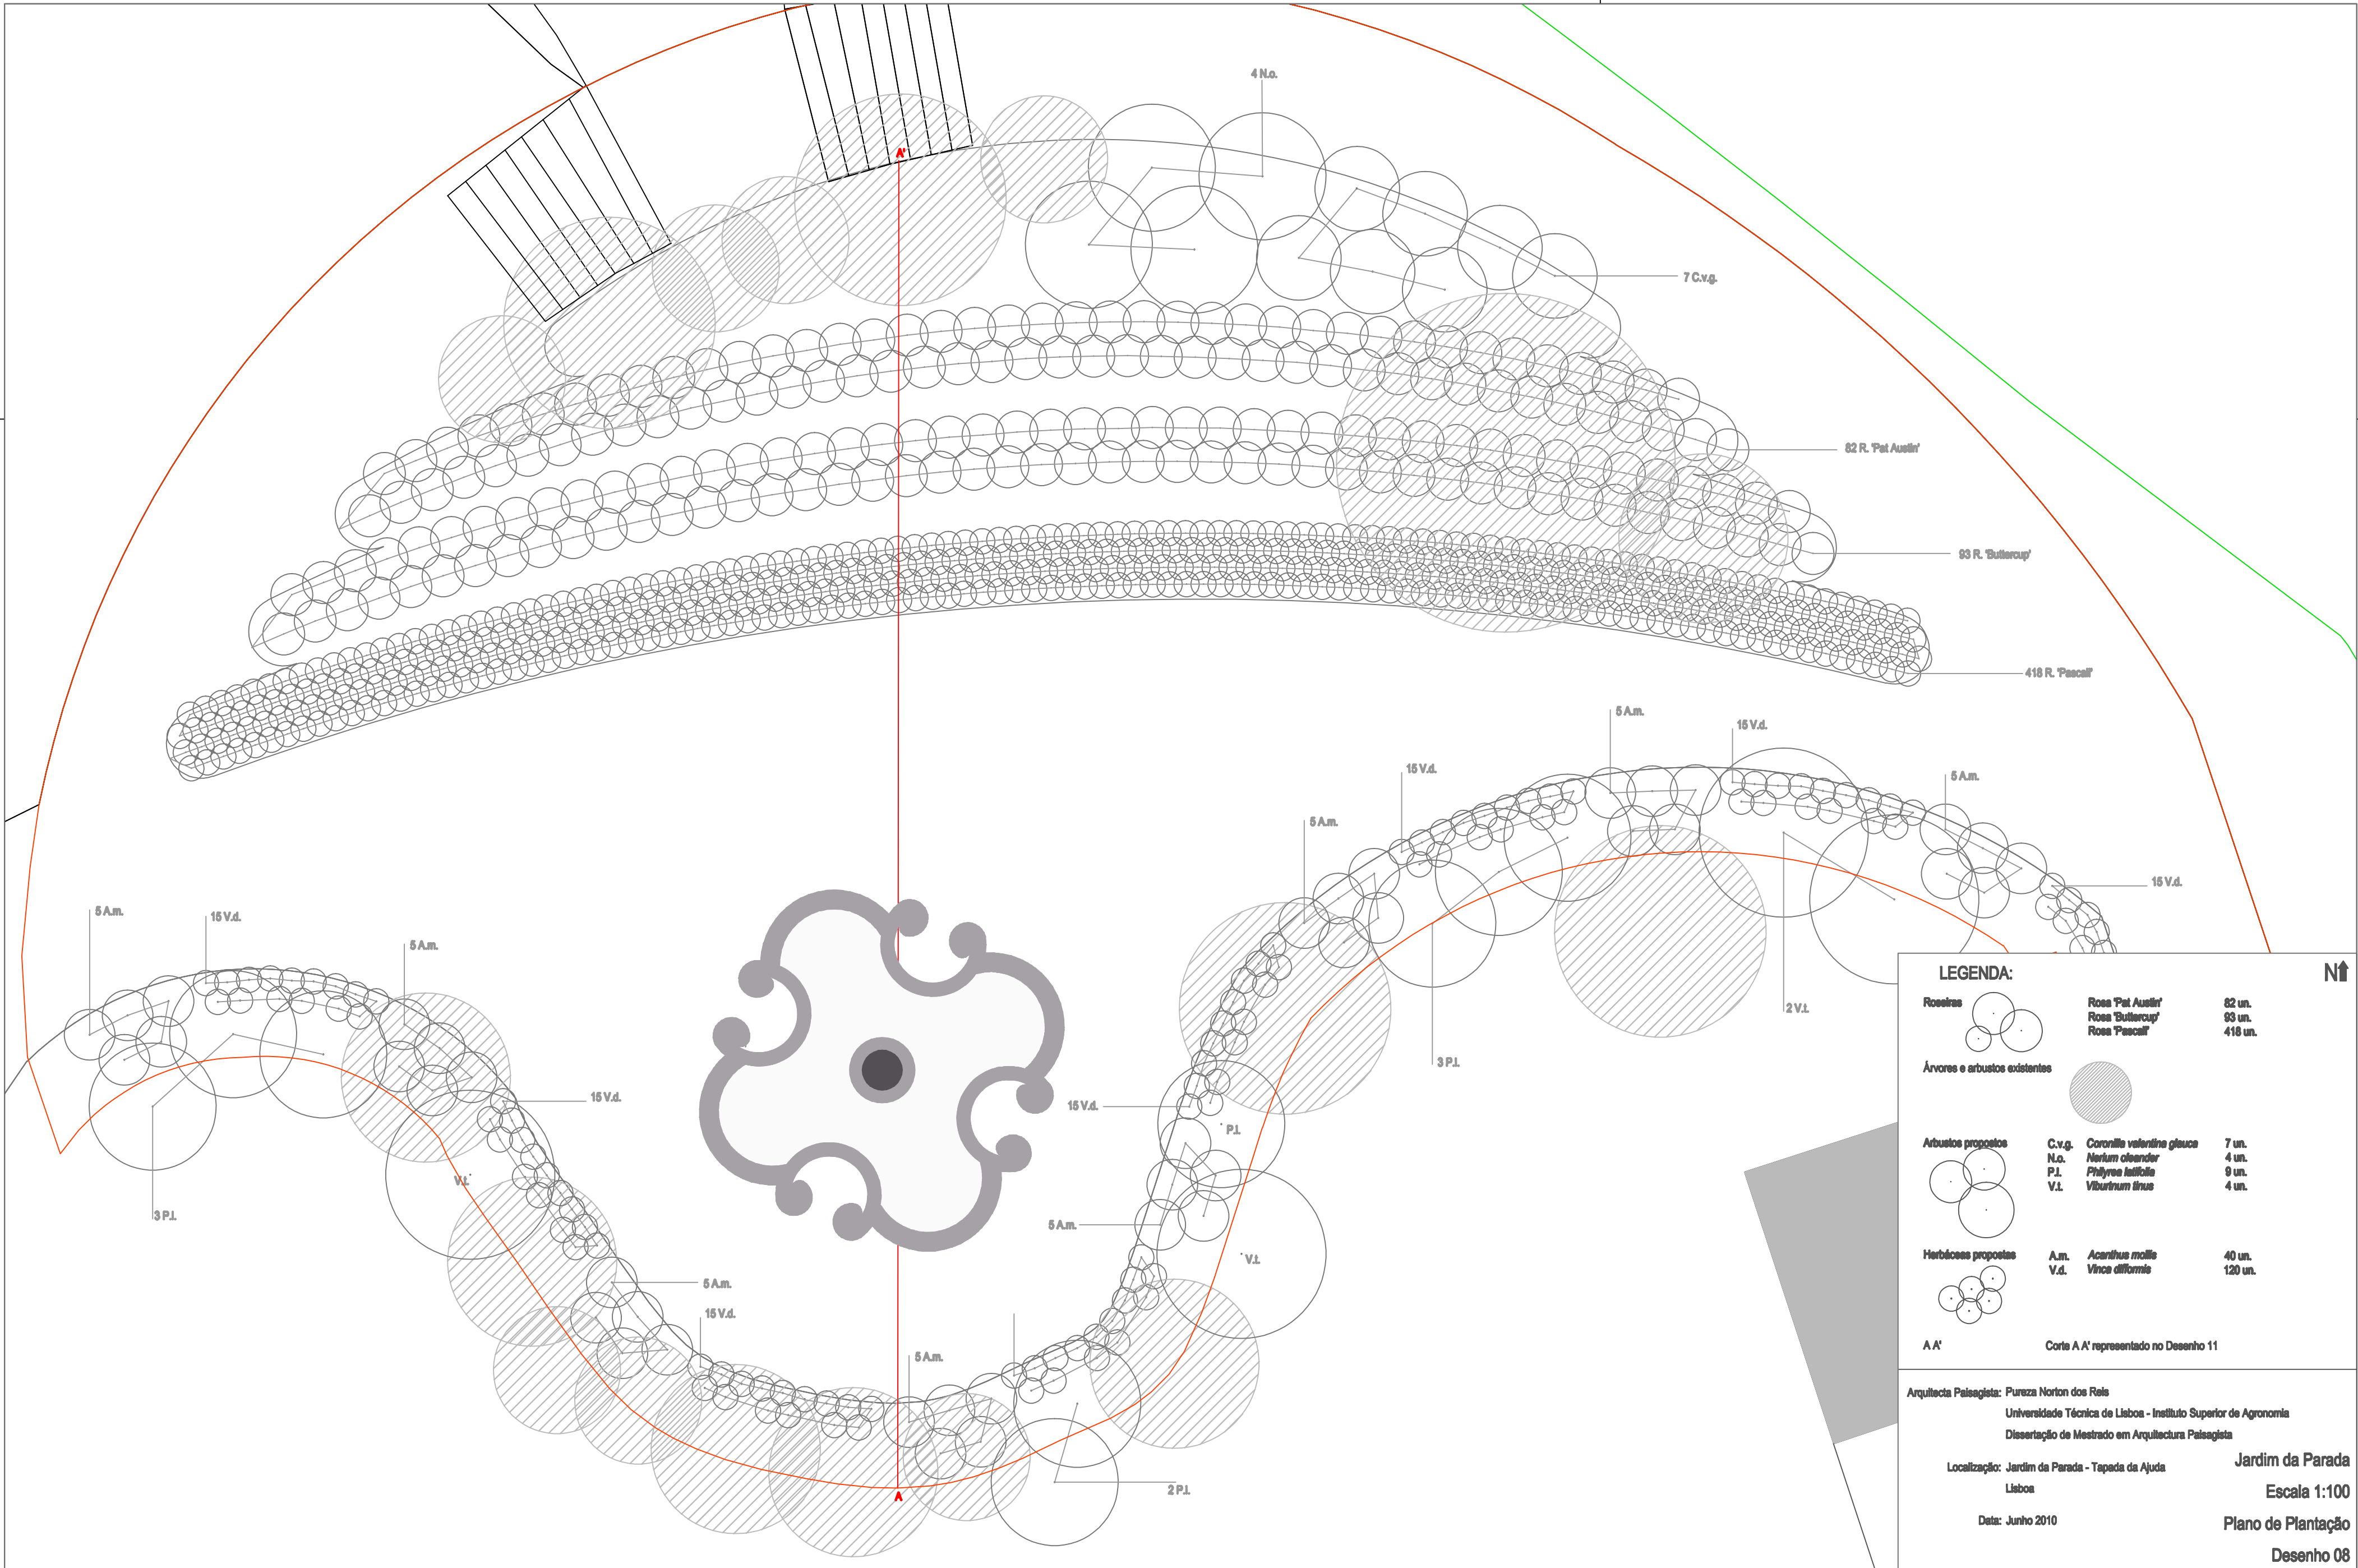 4 N.o.
A'
7 C.v.g.
82 R. 'Pat Austin'
93 R. 'Buttercup'
418 R. 'Pascali'
5 A.m.
15 V.d.
15 V.d.
5 A.m.
5 A.m.
15 V.d.
5 A.m.
15 V.d.
5 A.m.
2 V.t.
3 P.l.
15 V.d.
15 V.d.
P.l.
V.t.
3 P.l.
5 A.m.
V.t.
5 A.m.
15 V.d.
5 A.m.
2 P.l.
A
LEGENDA:
N
Roseiras
Rosa 'Pat Austin' 82 un.
Rosa 'Buttercup' 93 un.
Rosa 'Pascali' 418 un.
Árvores e arbustos existentes
Arbustos propostos
C.v.g. Coronilla valentina glauca 7 un.
N.o. Nerium oleander 4 un.
P.l. Phillyrea latifolia 9 un.
V.t. Viburnum tinus 4 un.
Herbáceas propostas
A.m. Acanthus mollis 40 un.
V.d. Vinca difformis 120 un.
A A' Corte A A' representado no Desenho 11
Arquitecta Paisagista: Pureza Norton dos Reis
Universidade Técnica de Lisboa - Instituto Superior de Agronomia
Dissertação de Mestrado em Arquitectura Paisagista
Localização: Jardim da Parada - Tapada da Ajuda
Lisboa
Data: Junho 2010
Jardim da Parada
Escala 1:100
Plano de Plantação
Desenho 08